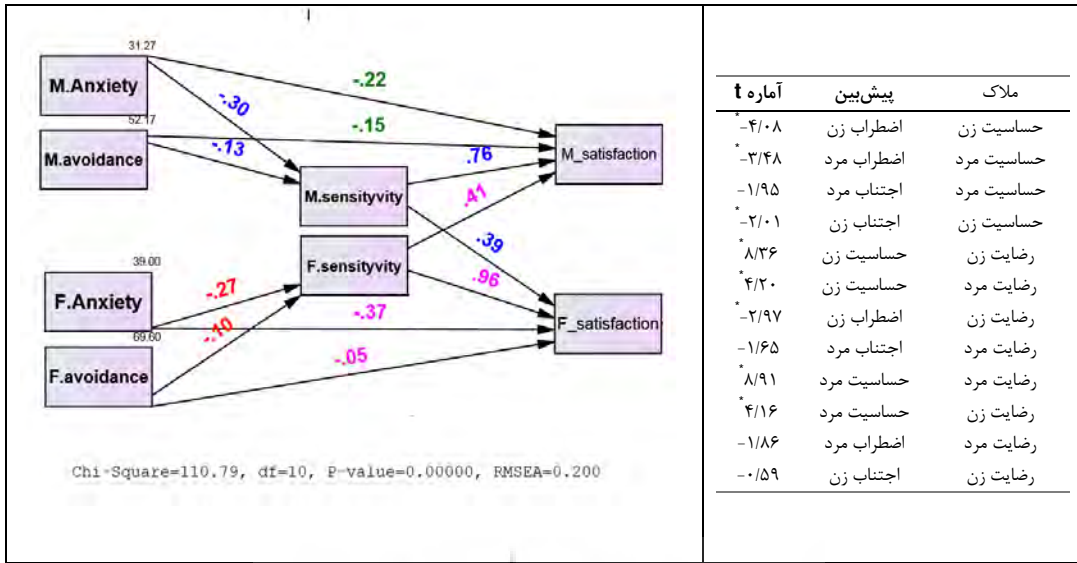 31.27
M.Anxiety
-.22
-.30
52.17
-.15
M.avoidance
-.13
.76
M_satisfaction
M.sensityvity
.41
.39
39.00
F.sensityvity
-.27
.96
F.Anxiety
-.37
F_satisfaction
69.60
-.10
-.05
F.avoidance
Chi-Square=110.79, df=10, P-value=0.00000, RMSEA=0.200
ملاک پیش‌بین آماره t
حساسیت زن اضطراب زن -۴/۰۸*
حساسیت مرد اضطراب مرد -۳/۴۸*
حساسیت مرد اجتناب مرد -۱/۹۵
حساسیت زن اجتناب زن -۲/۰۱*
رضایت زن حساسیت زن ۸/۳۶*
رضایت مرد حساسیت زن ۴/۲۰*
رضایت زن اضطراب زن -۲/۹۷*
رضایت مرد اجتناب مرد -۱/۶۵
رضایت مرد حساسیت مرد ۸/۹۱*
رضایت زن حساسیت مرد ۴/۱۶*
رضایت مرد اضطراب مرد -۱/۸۶
رضایت زن اجتناب زن -۰/۵۹